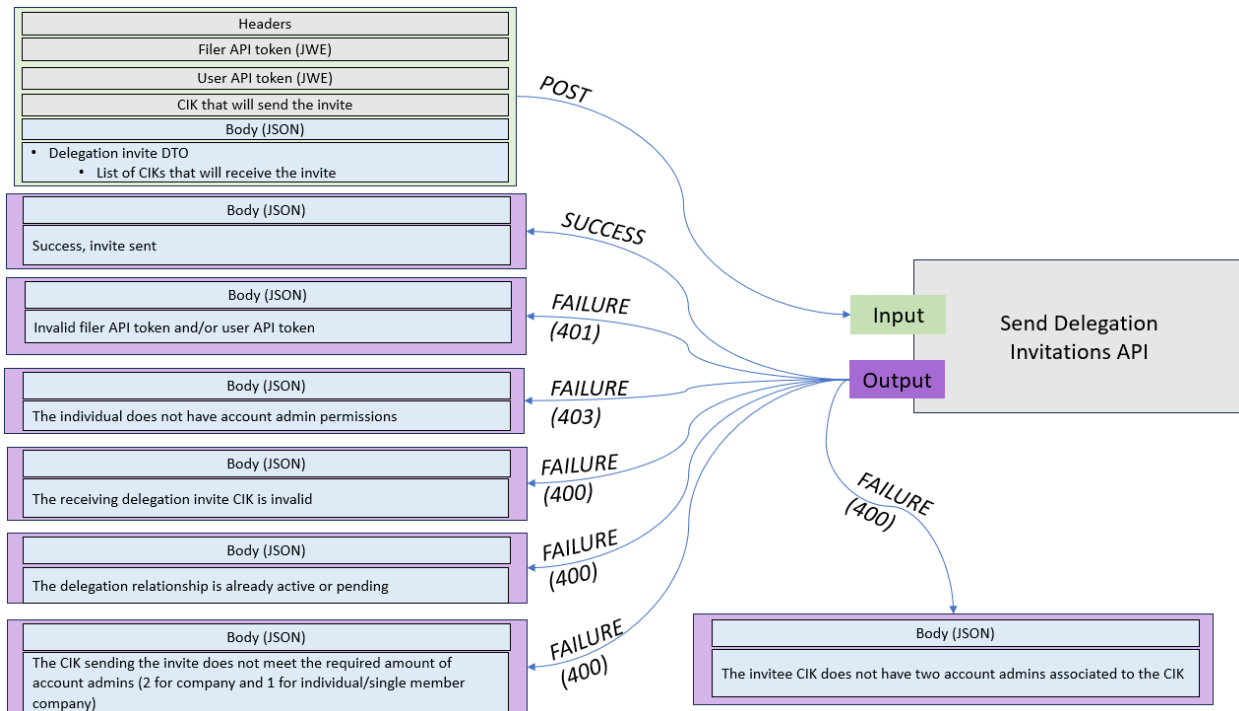 Headers
Filer API token (JWE)
User API token (JWE)
CIK that will send the invite
Body (JSON)
• Delegation invite DTO
• List of CIKs that will receive the invite
POST
Body (JSON)
Success, invite sent
SUCCESS
Body (JSON)
Invalid filer API token and/or user API token
FAILURE
(401)
Input
Output
Send Delegation
Invitations API
Body (JSON)
The individual does not have account admin permissions
FAILURE
(403)
Body (JSON)
The receiving delegation invite CIK is invalid
FAILURE
(400)
Body (JSON)
The delegation relationship is already active or pending
FAILURE
(400)
Body (JSON)
The CIK sending the invite does not meet the required amount of
account admins (2 for company and 1 for individual/single member
company)
FAILURE
(400)
FAILURE
(400)
Body (JSON)
The invitee CIK does not have two account admins associated to the CIK